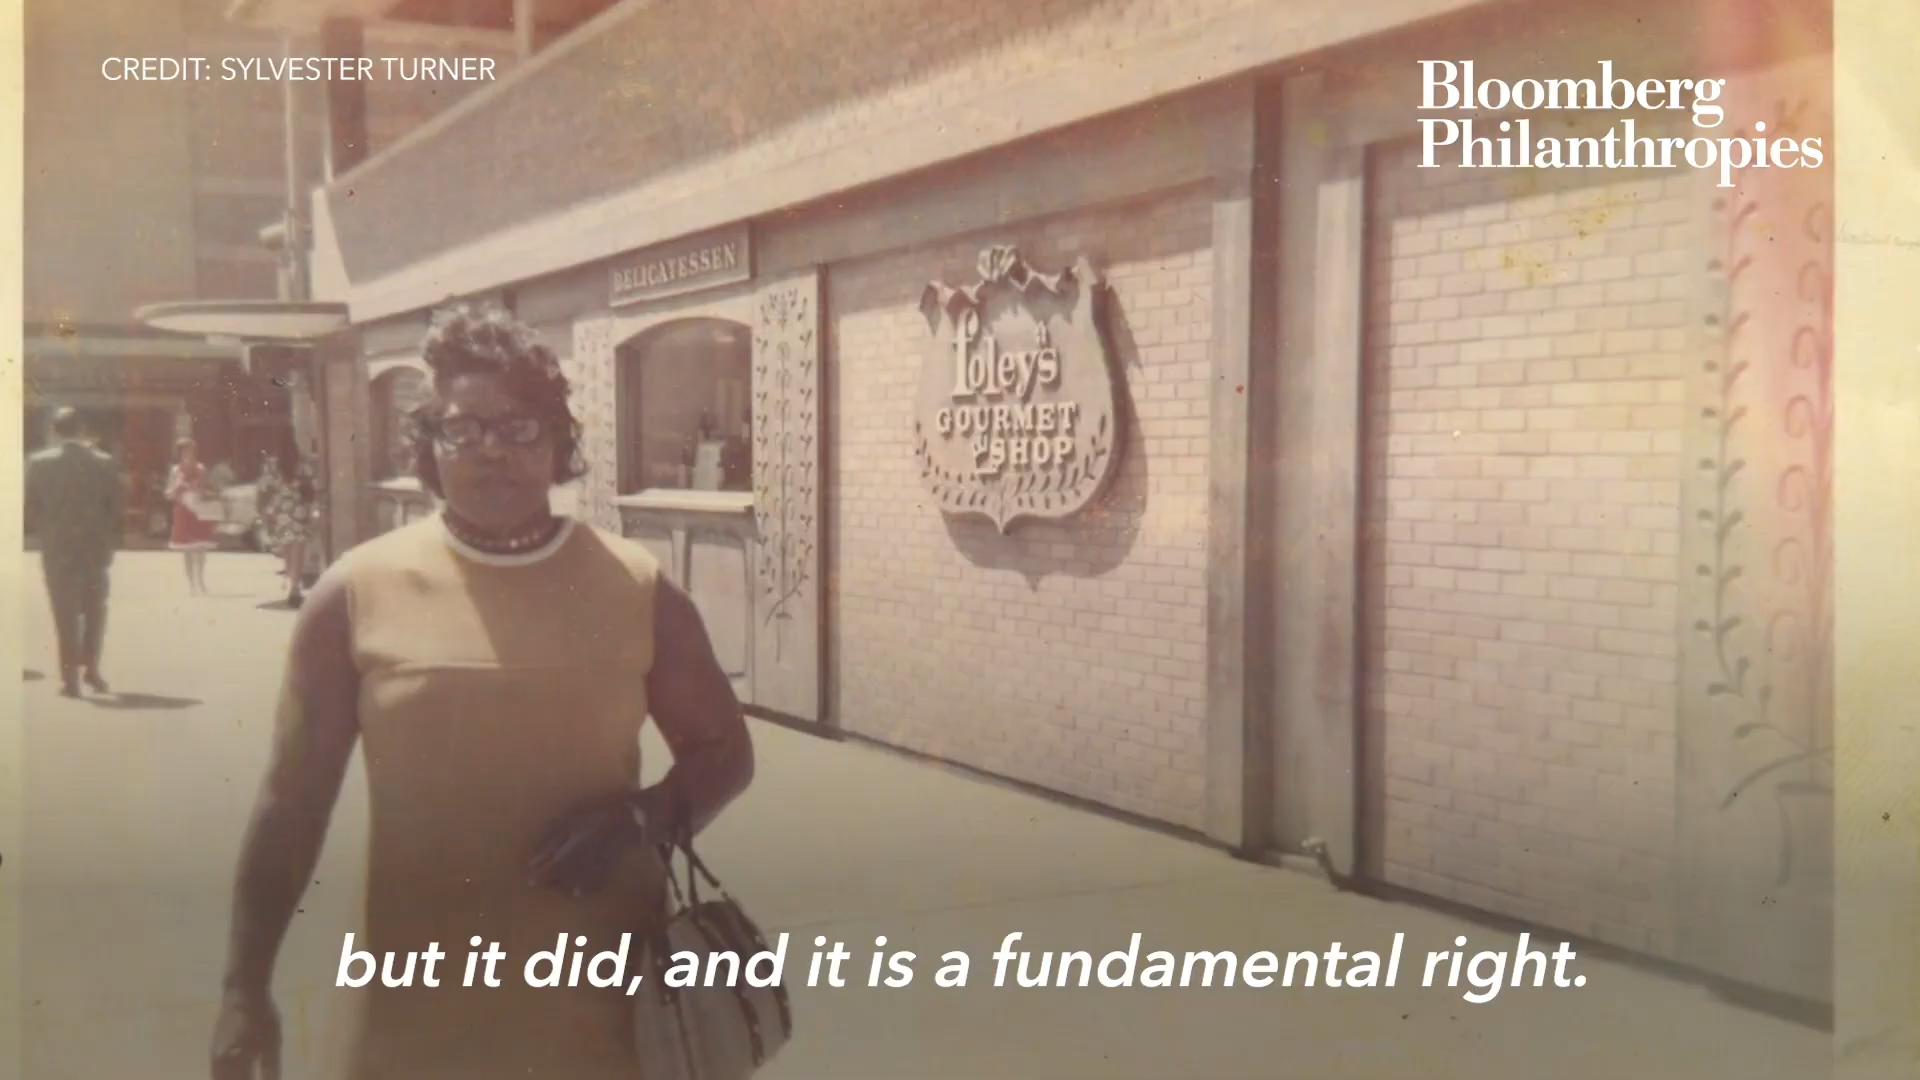 CREDIT: SYLVESTER TURNER
Bloomberg
Philanthropies
DELICATESSEN
foley's
GOURMET
SHOP
but it did, and it is a fundamental right.